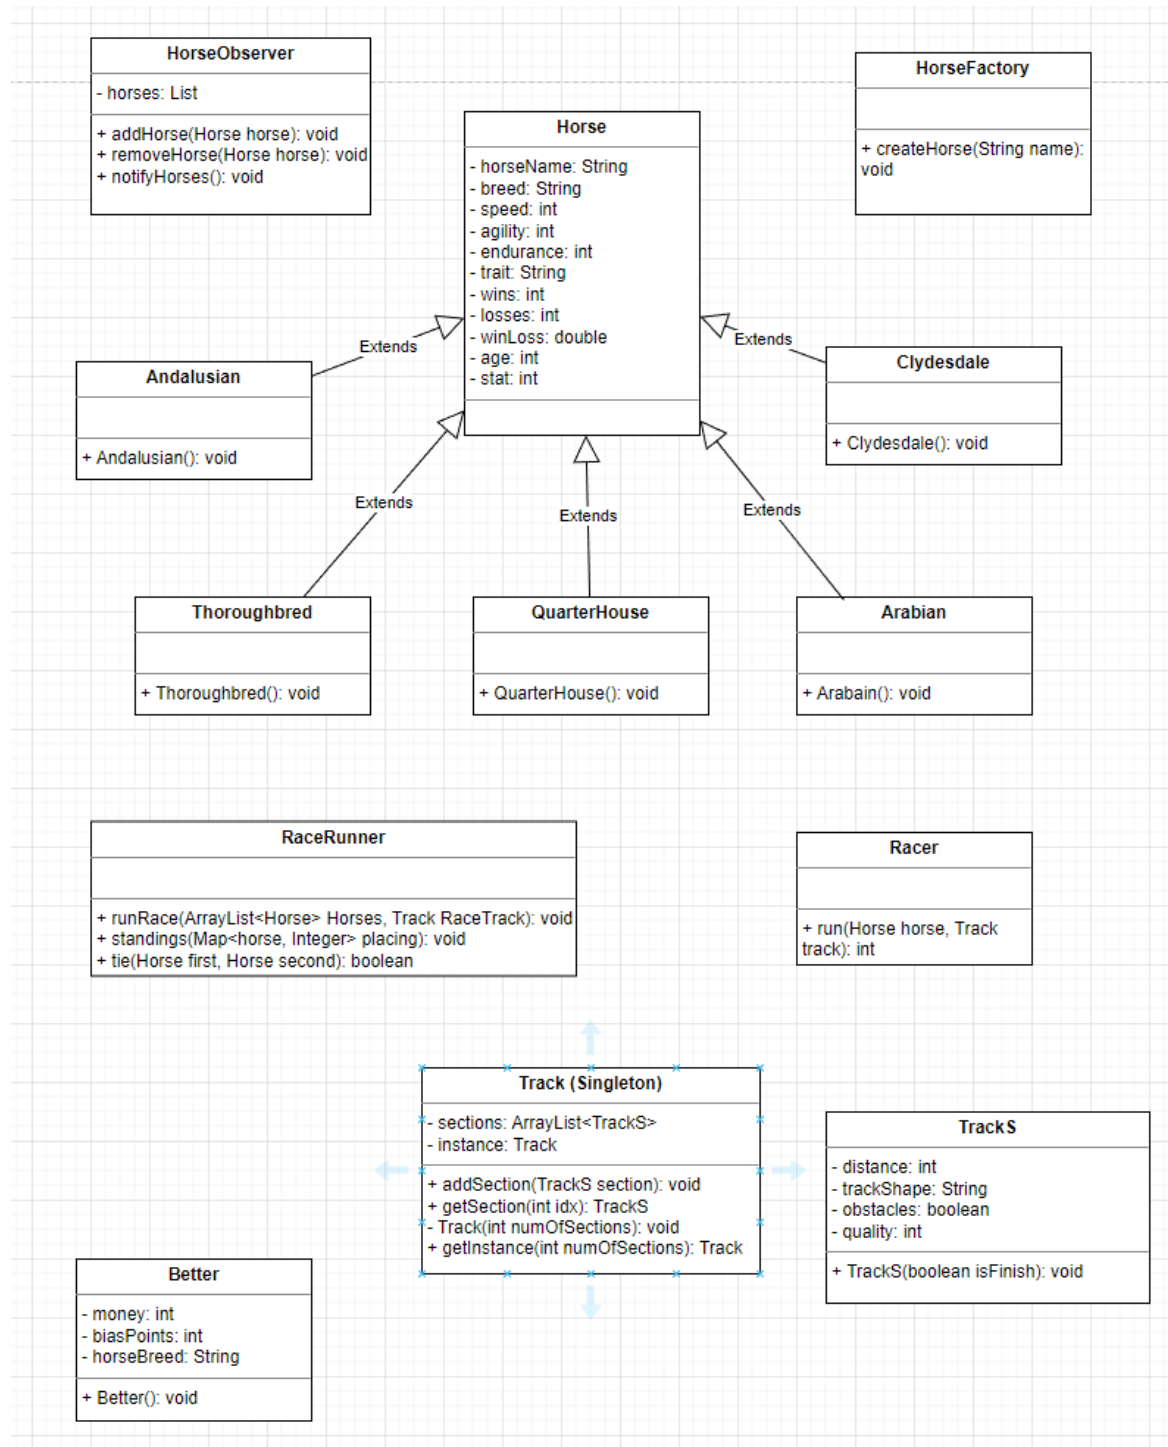 HorseObserver
- horses: List
+ addHorse(Horse horse): void
+ removeHorse(Horse horse): void
+ notifyHorses(): void
HorseFactory
+ createHorse(String name):
void
Horse
- horseName: String
- breed: String
- speed: int
- agility: int
- endurance: int
- trait: String
- wins: int
- losses: int
- winLoss: double
- age: int
- stat: int
Extends
Extends
Andalusian
+ Andalusian(): void
Clydesdale
+ Clydesdale(): void
Extends
Extends
Extends
Thoroughbred
+ Thoroughbred(): void
QuarterHouse
+ QuarterHouse(): void
Arabian
+ Arabain(): void
RaceRunner
+ runRace(ArrayList<Horse> Horses, Track RaceTrack): void
+ standings(Map<horse, Integer> placing): void
+ tie(Horse first, Horse second): boolean
Racer
+ run(Horse horse, Track
track): int
Track (Singleton)
- sections: ArrayList<TrackS>
- instance: Track
+ addSection(TrackS section): void
+ getSection(int idx): TrackS
- Track(int numOfSections): void
+ getInstance(int numOfSections): Track
TrackS
- distance: int
- trackShape: String
- obstacles: boolean
- quality: int
+ TrackS(boolean isFinish): void
Better
- money: int
- biasPoints: int
- horseBreed: String
+ Better(): void